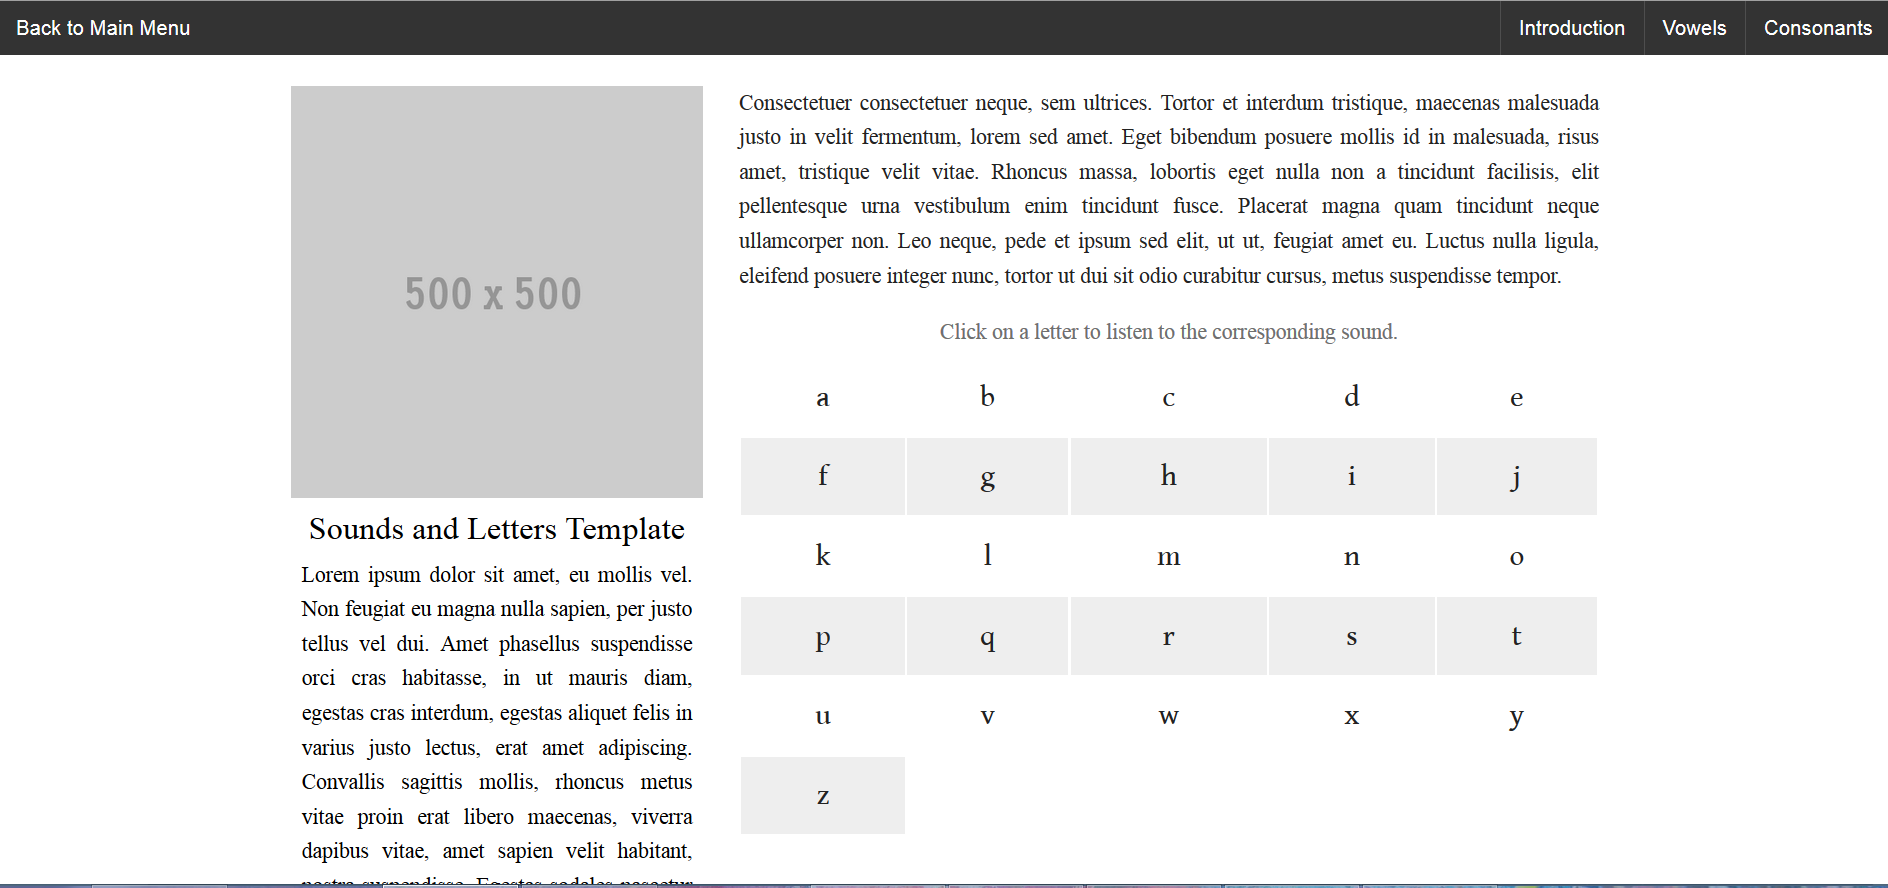 Back to Main Menu
Introduction
Vowels
Consonants
500 x 500
Sounds and Letters Template
Lorem ipsum dolor sit amet, eu mollis vel.
Non feugiat eu magna nulla sapien, per justo
tellus vel dui. Amet phasellus suspendisse
orci cras habitasse, in ut mauris diam,
egestas cras interdum, egestas aliquet felis in
varius justo lectus, erat amet adipiscing.
Convallis sagittis mollis, rhoncus metus
vitae proin erat libero maecenas, viverra
dapibus vitae, amet sapien velit habitant,
Consectetuer consectetuer neque, sem ultrices. Tortor et interdum tristique, maecenas malesuada
justo in velit fermentum, lorem sed amet. Eget bibendum posuere mollis id in malesuada, risus
amet, tristique velit vitae. Rhoncus massa, lobortis eget nulla non a tincidunt facilisis, elit
pellentesque urna vestibulum enim tincidunt fusce. Placerat magna quam tincidunt neque
ullamcorper non. Leo neque, pede et ipsum sed elit, ut ut, feugiat amet eu. Luctus nulla ligula,
eleifend posuere integer nunc, tortor ut dui sit odio curabitur cursus, metus suspendisse tempor.
Click on a letter to listen to the corresponding sound.
a b c d e
f g h i j
k l m n o
p q r s t
u v w x y
z